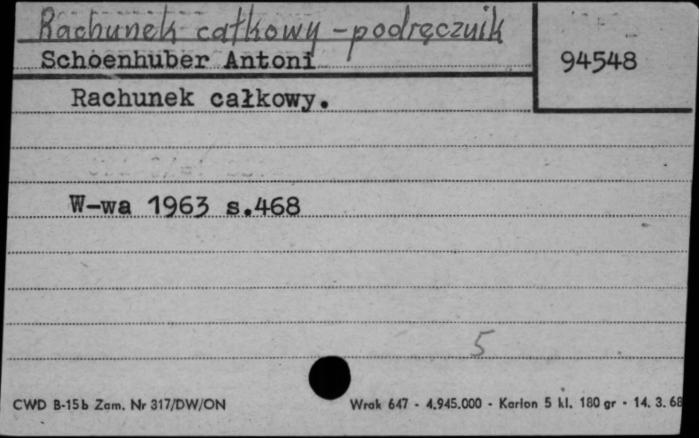 Rachunek całkowy - podręcznik
Schoenhuber Antoni
94548
Rachunek całkowy.
W-wa 1963 s.468
5
CWD B-15b Zam. Nr 317/DW/ON
Wrak 647 - 4.945.000 - Karton 5 kl. 180 gr - 14. 3. 68